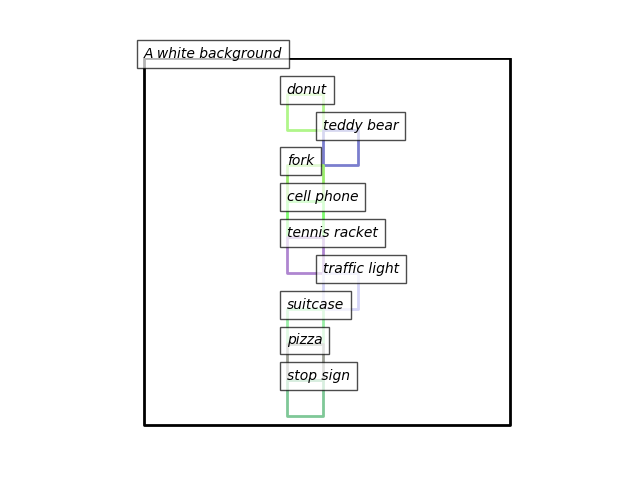 A white background
donut
teddy bear
fork
cell phone
tennis racket
traffic light
suitcase
pizza
stop sign